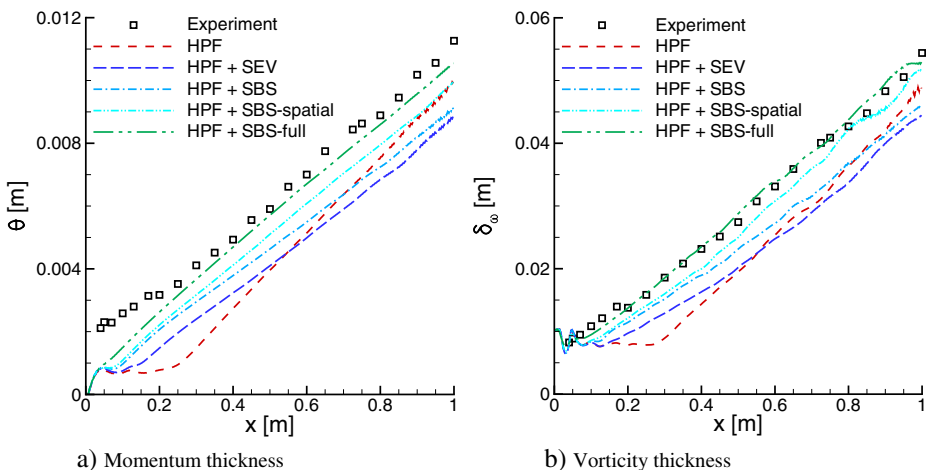 0.012
Experiment
HPF
HPF + SEV
HPF + SBS
HPF + SBS-spatial
HPF + SBS-full
0.008
θ [m]
0.004
0
0 0.2 0.4 0.6 0.8 1
x [m]
a) Momentum thickness
0.06
Experiment
HPF
HPF + SEV
HPF + SBS
HPF + SBS-spatial
HPF + SBS-full
0.04
δω [m]
0.02
0
0 0.2 0.4 0.6 0.8 1
x [m]
b) Vorticity thickness